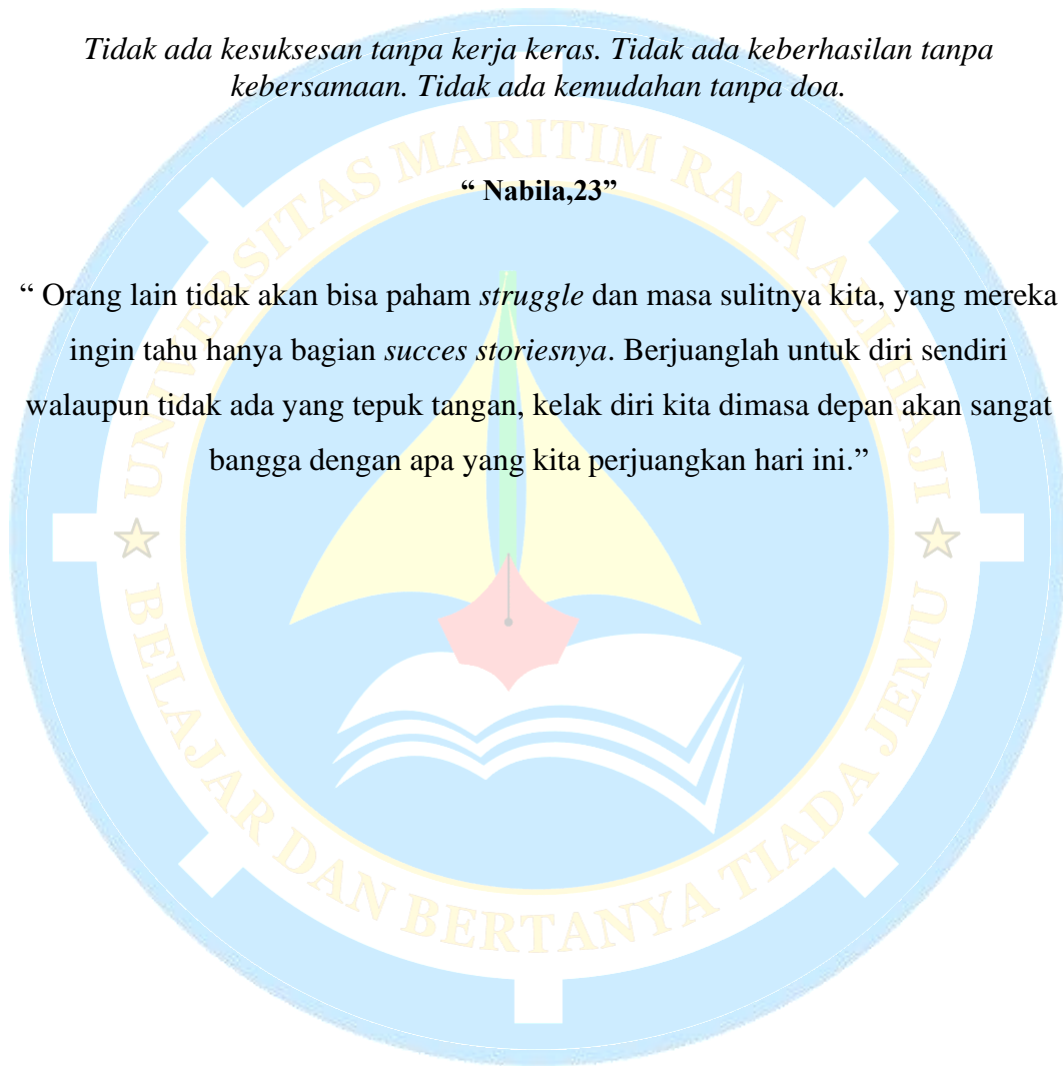 Tidak ada kesuksesan tanpa kerja keras. Tidak ada keberhasilan tanpa
kebersamaan. Tidak ada kemudahan tanpa doa.
“ Nabila,23”
“ Orang lain tidak akan bisa paham struggle dan masa sulitnya kita, yang mereka
ingin tahu hanya bagian succes storiesnya. Berjuanglah untuk diri sendiri
walaupun tidak ada yang tepuk tangan, kelak diri kita dimasa depan akan sangat
bangga dengan apa yang kita perjuangkan hari ini.”
UNIVERSITAS MARITIM RAJA ALI HAJI
BELAJAR DAN BERTANYA TIADA JEMU